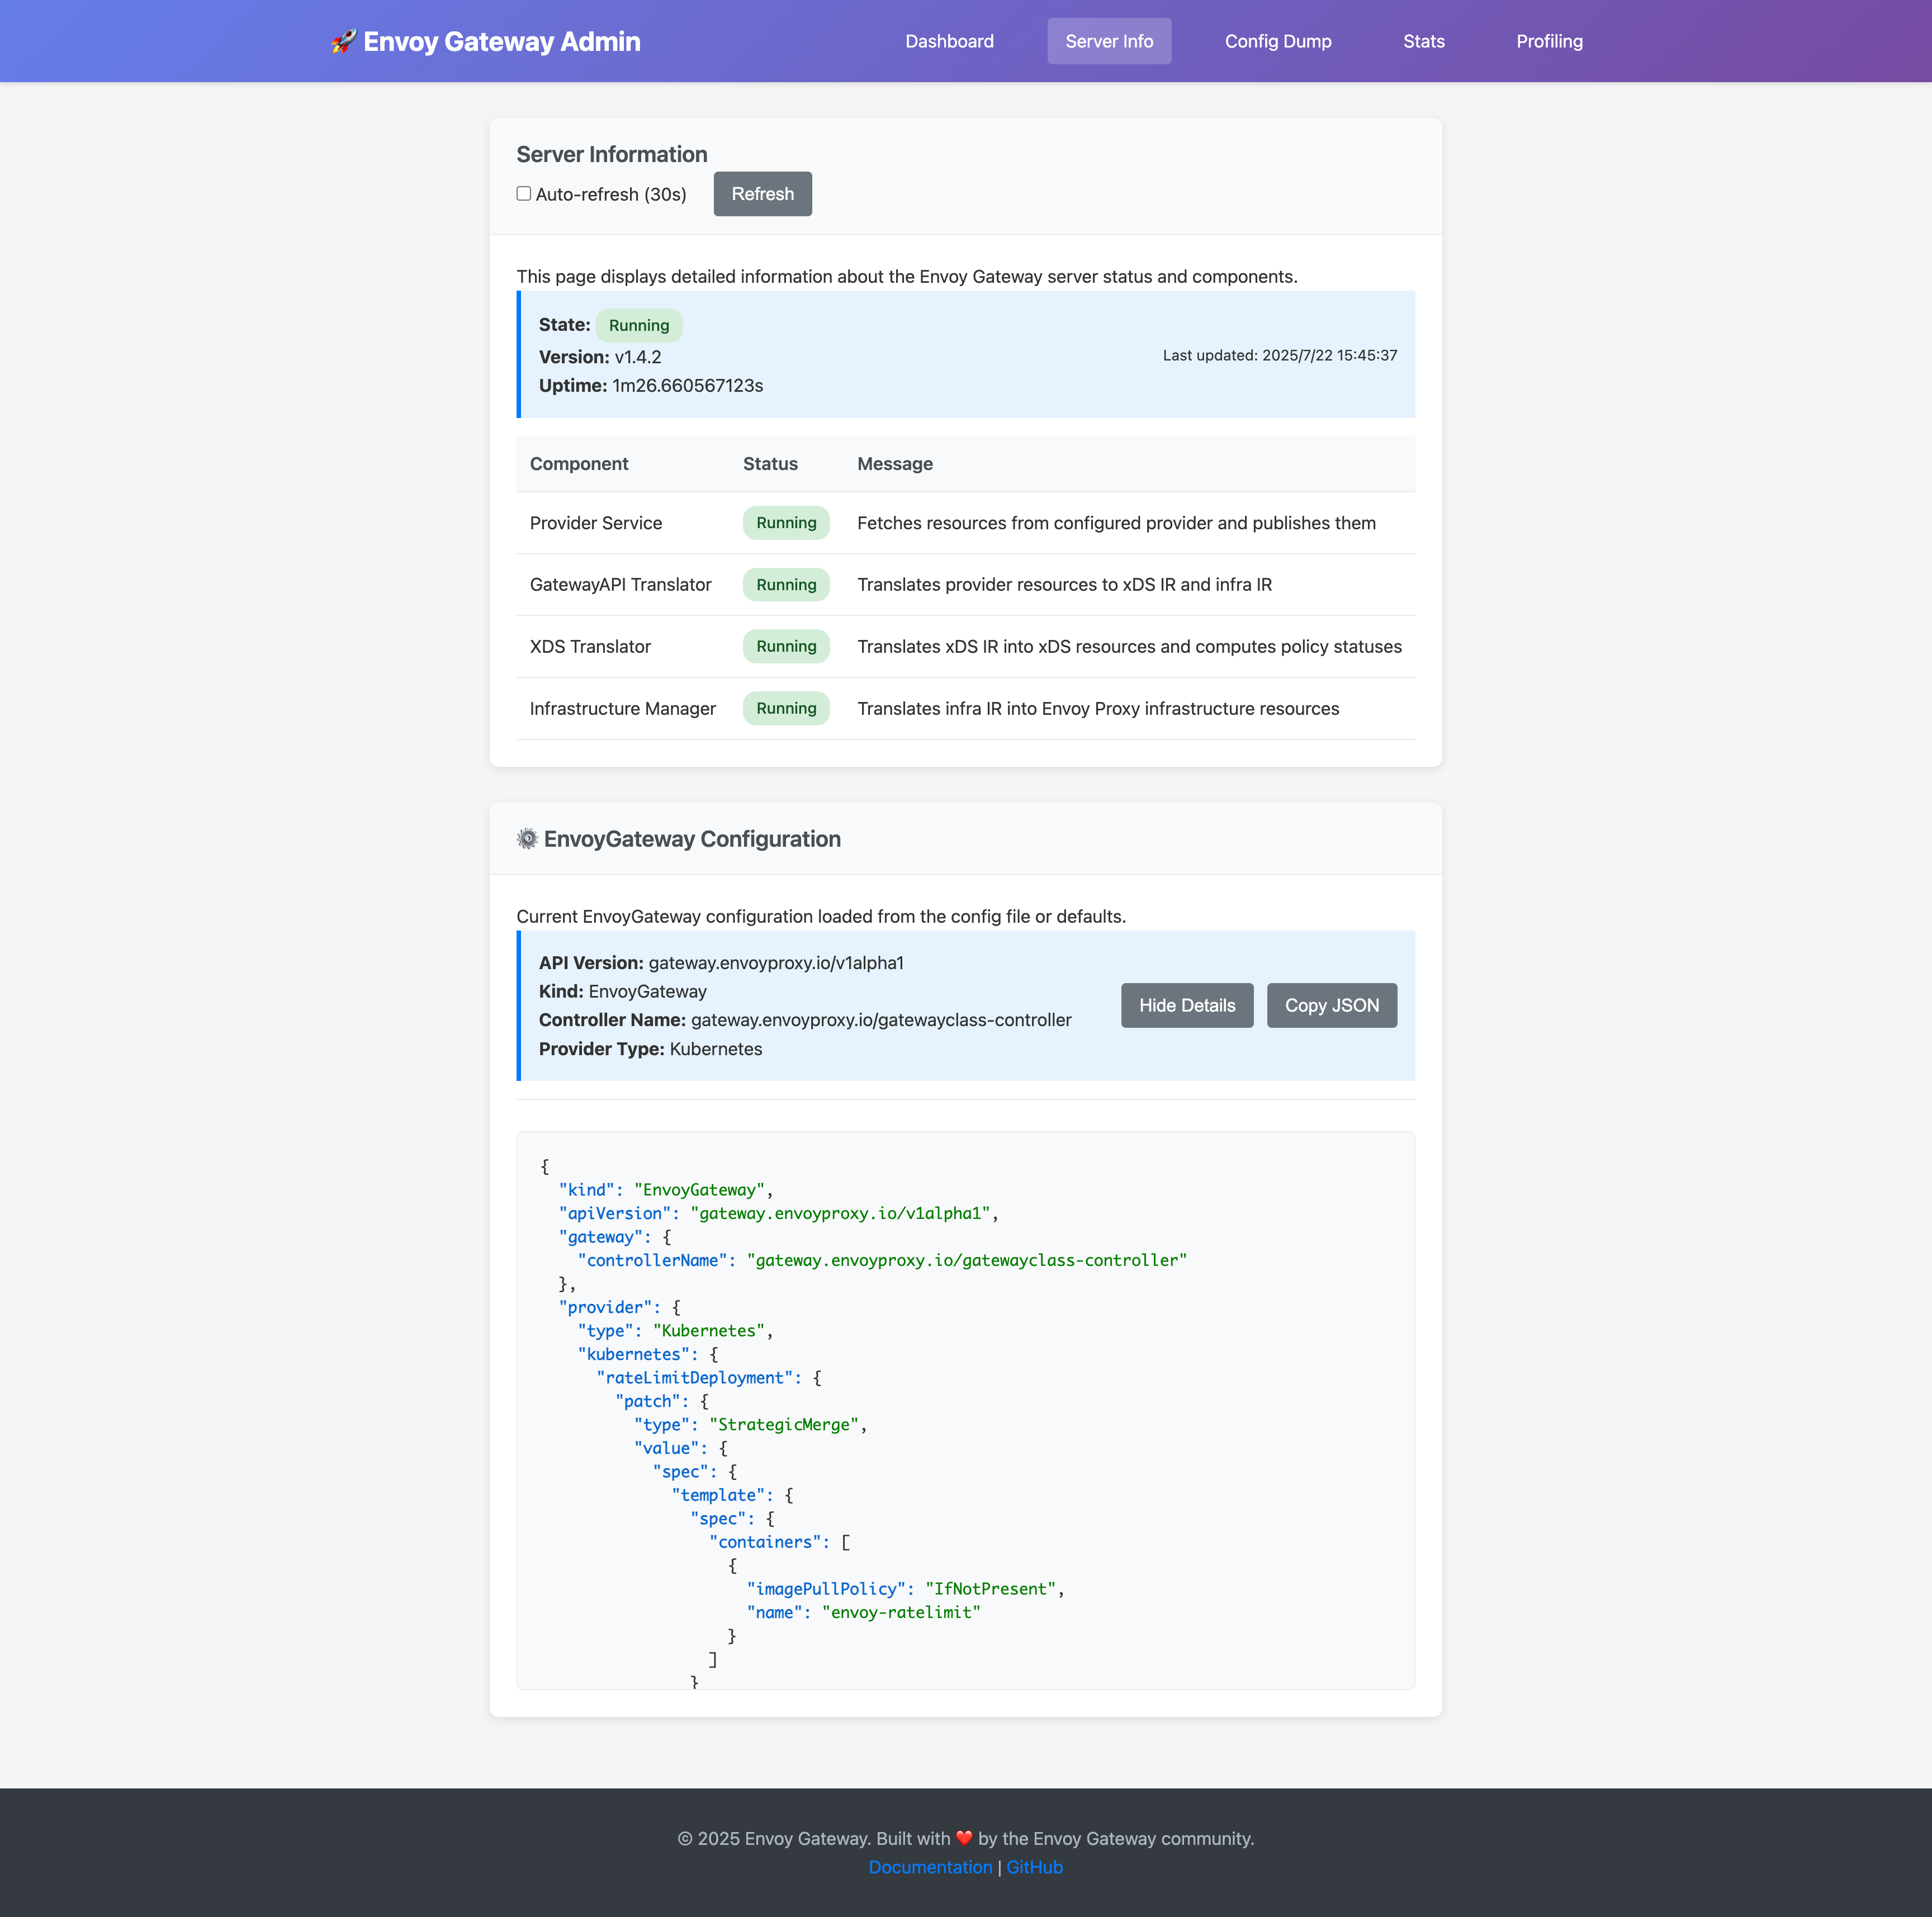 🚀 Envoy Gateway Admin
Dashboard
Server Info
Config Dump
Stats
Profiling
Server Information
Auto-refresh (30s)
Refresh
This page displays detailed information about the Envoy Gateway server status and components.
State: Running
Version: v1.4.2
Uptime: 1m26.660567123s
Last updated: 2025/7/22 15:45:37
Component Status Message
Provider Service Running Fetches resources from configured provider and publishes them
GatewayAPI Translator Running Translates provider resources to xDS IR and infra IR
XDS Translator Running Translates xDS IR into xDS resources and computes policy statuses
Infrastructure Manager Running Translates infra IR into Envoy Proxy infrastructure resources
⚙️ EnvoyGateway Configuration
Current EnvoyGateway configuration loaded from the config file or defaults.
API Version: gateway.envoyproxy.io/v1alpha1
Kind: EnvoyGateway
Controller Name: gateway.envoyproxy.io/gatewayclass-controller
Provider Type: Kubernetes
Hide Details
Copy JSON
{
  "kind": "EnvoyGateway",
  "apiVersion": "gateway.envoyproxy.io/v1alpha1",
  "gateway": {
    "controllerName": "gateway.envoyproxy.io/gatewayclass-controller"
  },
  "provider": {
    "type": "Kubernetes",
    "kubernetes": {
      "rateLimitDeployment": {
        "patch": {
          "type": "StrategicMerge",
          "value": {
            "spec": {
              "template": {
                "spec": {
                  "containers": [
                    {
                      "imagePullPolicy": "IfNotPresent",
                      "name": "envoy-ratelimit"
                    }
                  ]
                }
© 2025 Envoy Gateway. Built with ❤️ by the Envoy Gateway community.
Documentation | GitHub